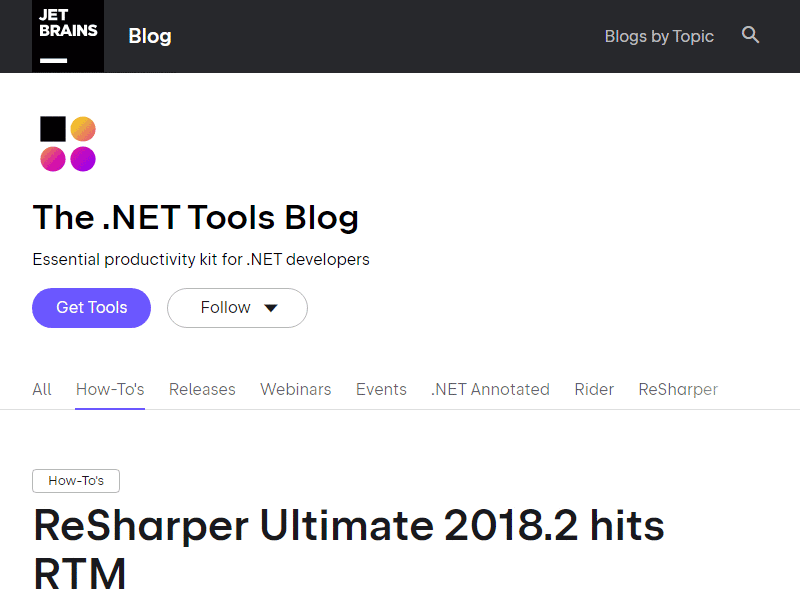 JET
BRAINS
Blog
Blogs by Topic
The .NET Tools Blog
Essential productivity kit for .NET developers
Get Tools
Follow
All How-To's Releases Webinars Events .NET Annotated Rider ReSharper
How-To's
ReSharper Ultimate 2018.2 hits
RTM